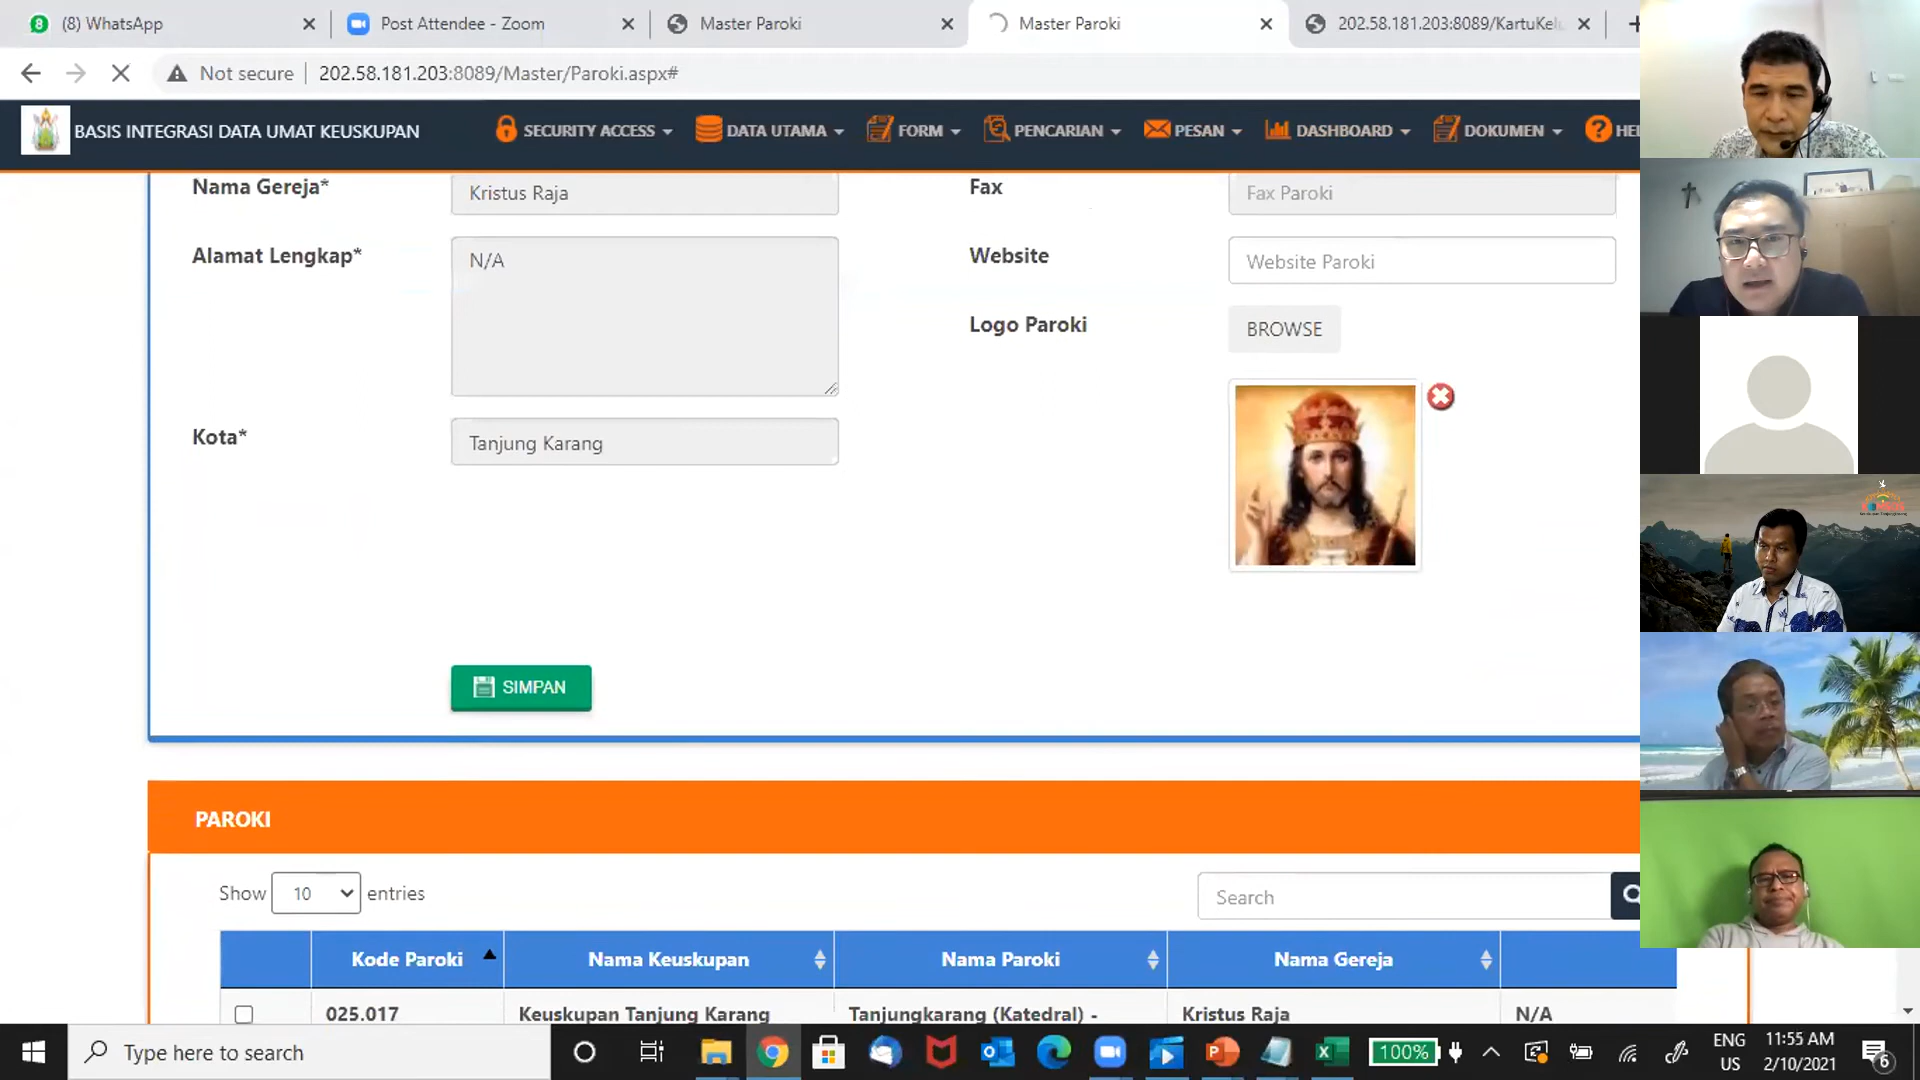 (8) WhatsApp
Post Attendee - Zoom
Master Paroki
Master Paroki
202.58.181.203:8089/KartuKelu
Not secure
202.58.181.203:8089/Master/Paroki.aspx#
BASIS INTEGRASI DATA UMAT KEUSKUPAN
SECURITY ACCESS
DATA UTAMA
FORM
PENCARIAN
PESAN
DASHBOARD
DOKUMEN
HEL
Nama Gereja*
Kristus Raja
Fax
Fax Paroki
Alamat Lengkap*
N/A
Website
Website Paroki
Logo Paroki
BROWSE
Kota*
Tanjung Karang
SIMPAN
PAROKI
Show 10 entries
Search
Kode Paroki
Nama Keuskupan
Nama Paroki
Nama Gereja
025.017
Keuskupan Tanjung Karang
Tanjungkarang (Katedral) -
Kristus Raja
N/A
Type here to search
100%
ENG
US
11:55 AM
2/10/2021
6